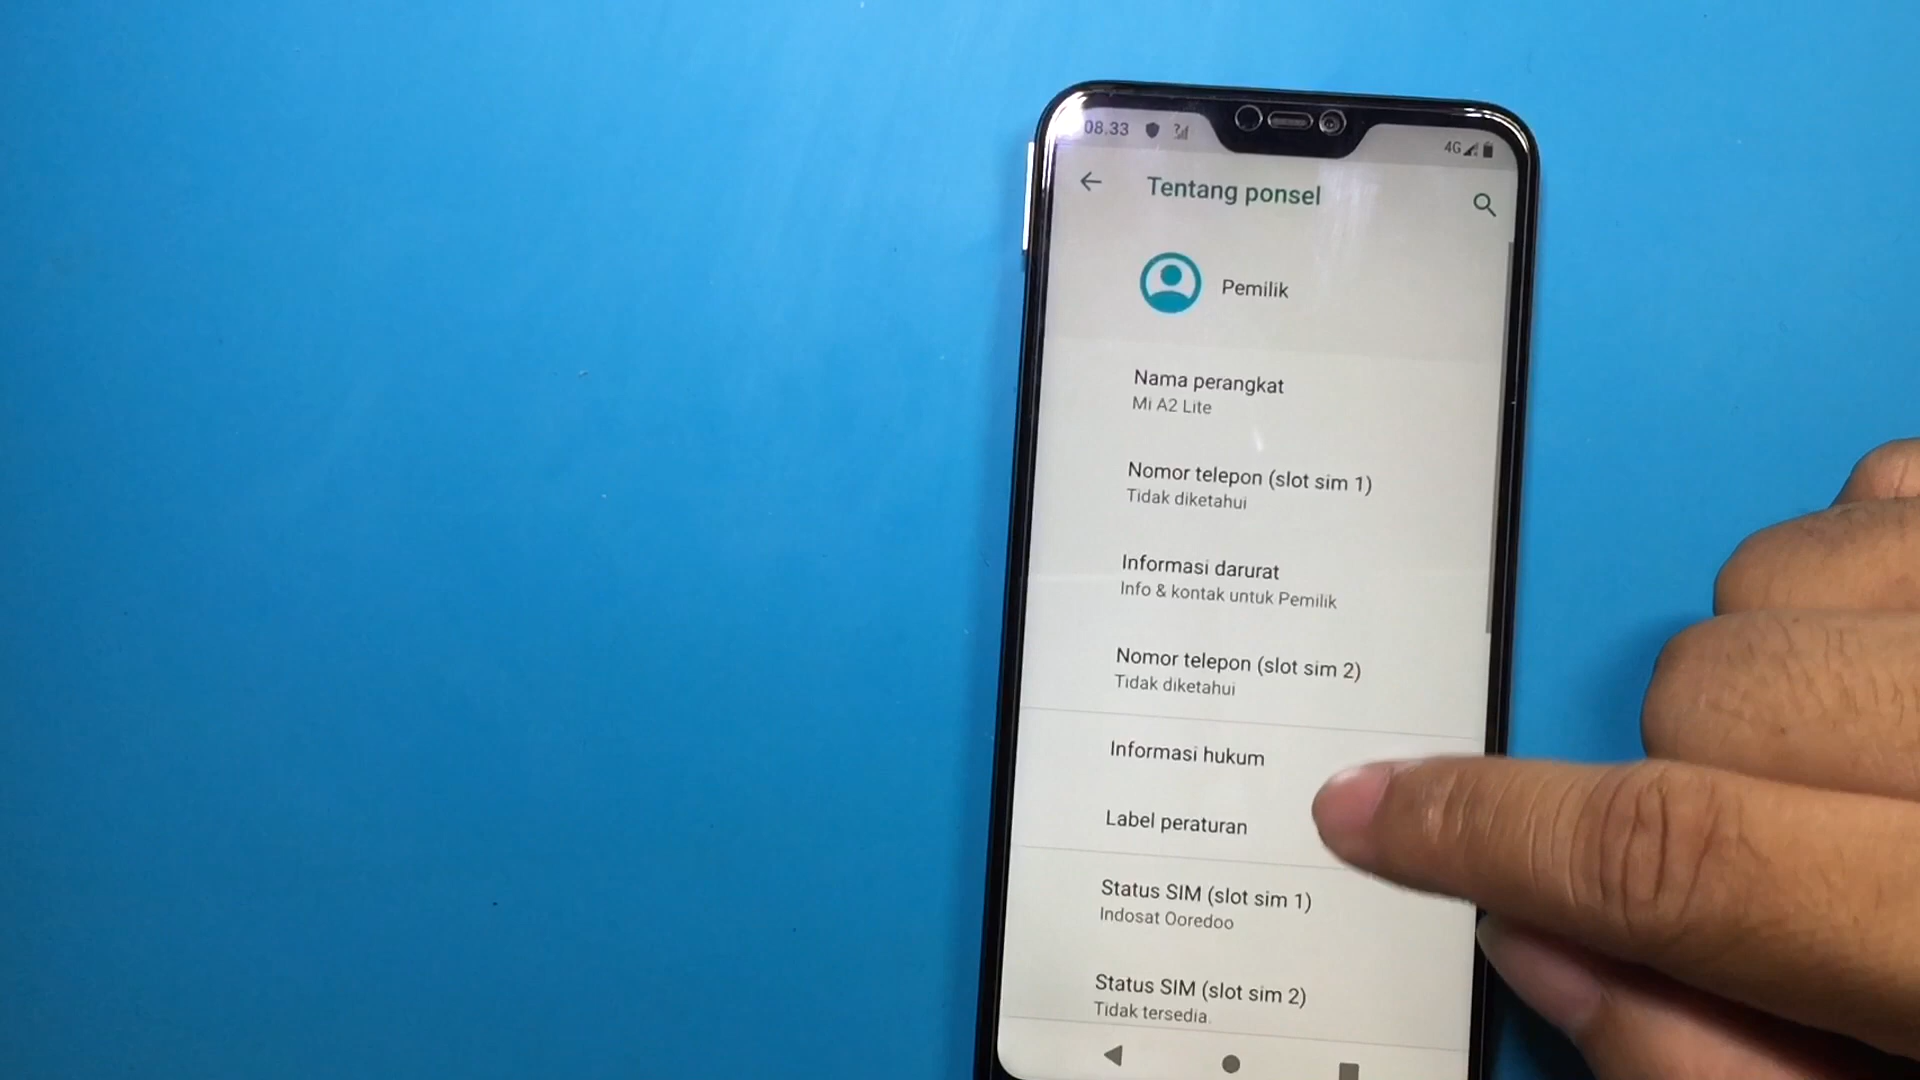 08.33
4G
Tentang ponsel
Pemilik
Nama perangkat
Mi A2 Lite
Nomor telepon (slot sim 1)
Tidak diketahui
Informasi darurat
Info & kontak untuk Pemilik
Nomor telepon (slot sim 2)
Tidak diketahui
Informasi hukum
Label peraturan
Status SIM (slot sim 1)
Indosat Ooredoo
Status SIM (slot sim 2)
Tidak tersedia.